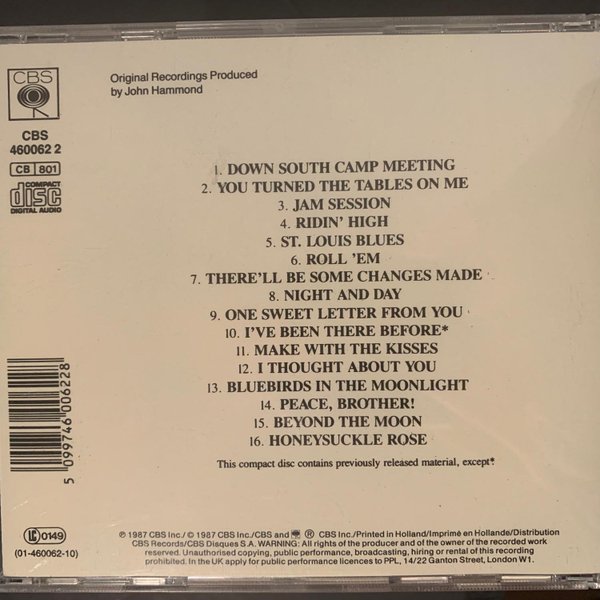 CBS
Original Recordings Produced
by John Hammond
CBS
460062 2
CB 801
COMPACT
disc
DIGITAL AUDIO
1. DOWN SOUTH CAMP MEETING
2. YOU TURNED THE TABLES ON ME
3. JAM SESSION
4. RIDIN' HIGH
5. ST. LOUIS BLUES
6. ROLL 'EM
7. THERE'LL BE SOME CHANGES MADE
8. NIGHT AND DAY
9. ONE SWEET LETTER FROM YOU
10. I'VE BEEN THERE BEFORE*
11. MAKE WITH THE KISSES
12. I THOUGHT ABOUT YOU
13. BLUEBIRDS IN THE MOONLIGHT
14. PEACE, BROTHER!
15. BEYOND THE MOON
16. HONEYSUCKLE ROSE
This compact disc contains previously released material, except*.
5 099746 006228
LC 0149
(01-460062-10)
℗ 1987 CBS Inc./ © 1987 CBS Inc./CBS and ® CBS Inc./Printed in Holland/Imprimé en Hollande/Distribution
CBS Records/CBS Disques S.A. WARNING: All rights of the producer and of the owner of the work
reserved. Unauthorised copying, public performance, broadcasting, hiring or rental of this recording
prohibited. In the UK apply for public performance licences to PPL, 14/22 Ganton Street, London W1.